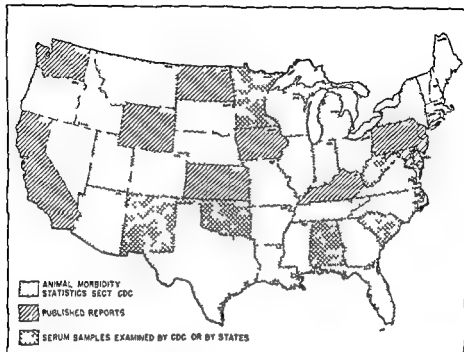 ANIMAL MORBIDITY
STATISTICS SECT CDC
PUBLISHED REPORTS
SERUM SAMPLES EXAMINED BY CDC OR BY STATES